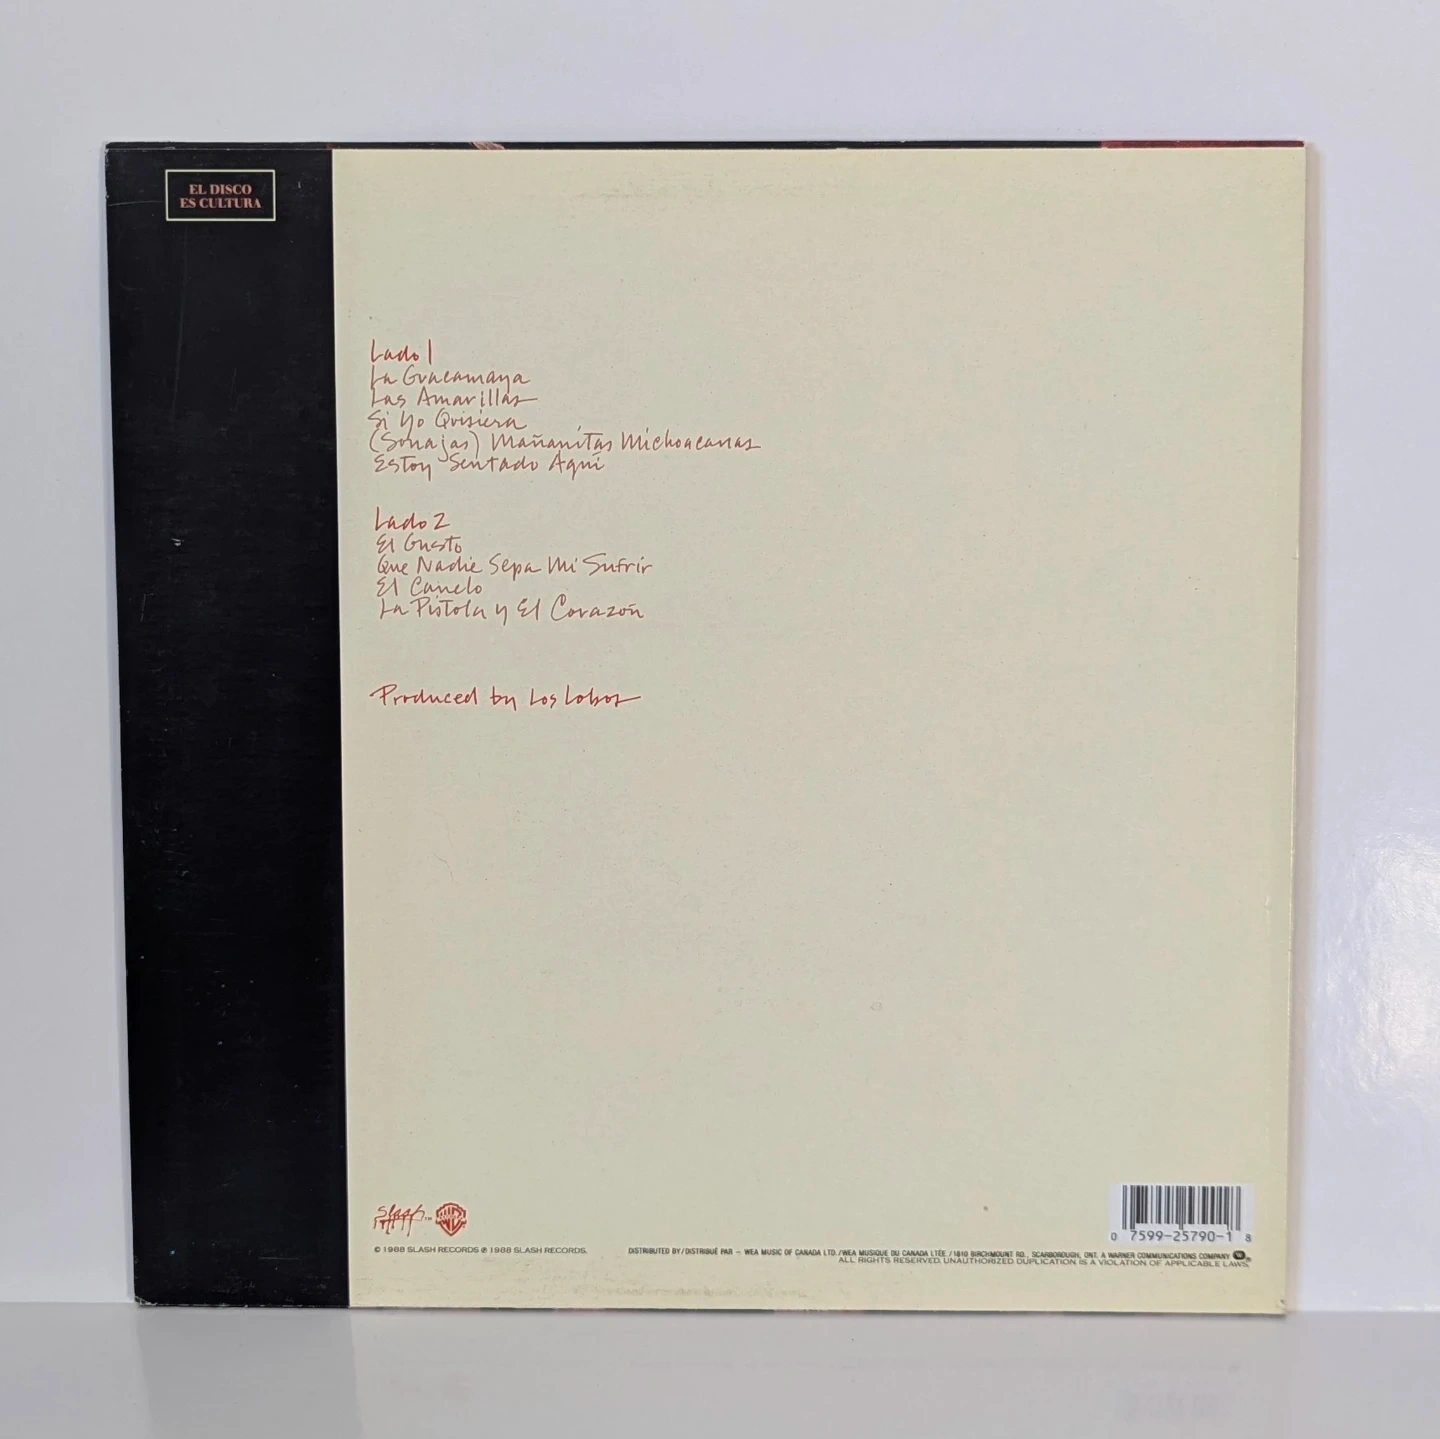 EL DISCO
ES CULTURA
Lado 1
La Guacamaya
Las Amarillas
Si Yo Quisiera
(Sonajas) Mañanitas Michoacanas
Estoy Sentado Aquí
Lado 2
El Gusto
Que Nadie Sepa Mi Sufrir
El Canelo
La Pistola y El Corazón
Produced by Los Lobos
slash ™ WB
© 1988 SLASH RECORDS ℗ 1988 SLASH RECORDS.
DISTRIBUTED BY/DISTRIBUÉ PAR – WEA MUSIC OF CANADA LTD./WEA MUSIQUE DU CANADA LTÉE./1810 BIRCHMOUNT RD., SCARBOROUGH, ONT. A WARNER COMMUNICATIONS COMPANY
ALL RIGHTS RESERVED. UNAUTHORIZED DUPLICATION IS A VIOLATION OF APPLICABLE LAWS.
0 7599-25790-1 8